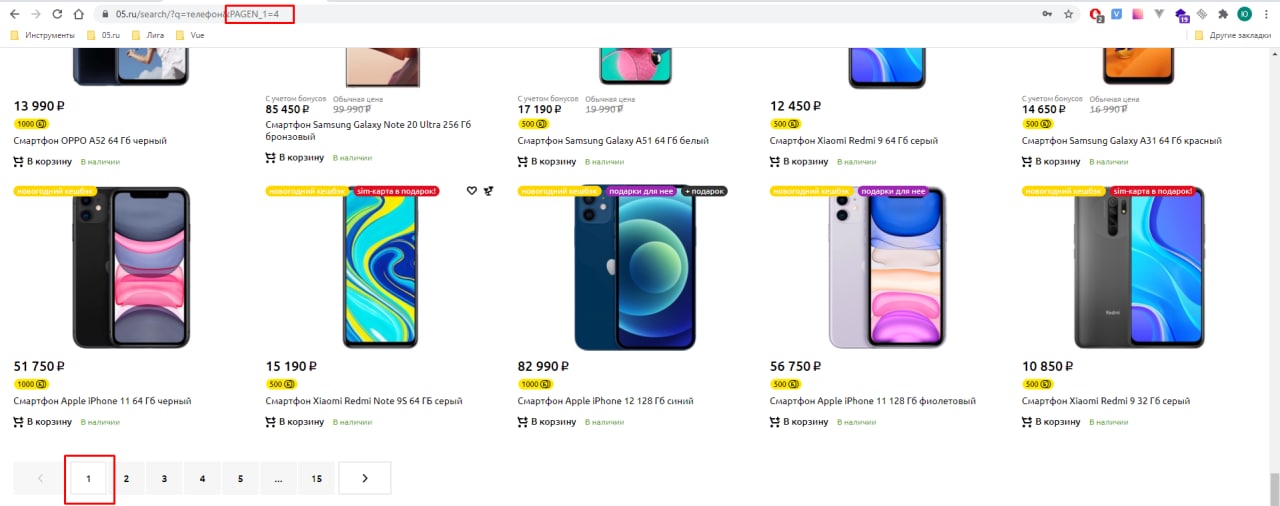 05.ru/search/?q=телефон&PAGEN_1=4
2
19
Ю
Инструменты
05.ru
Лига
Vue
Другие закладки
13 990 ₽
1000
Смартфон OPPO A52 64 Гб черный
В корзину В наличии
С учетом бонусов Обычная цена
85 450 ₽ 99 990 ₽
Смартфон Samsung Galaxy Note 20 Ultra 256 Гб
бронзовый
В корзину В наличии
С учетом бонусов Обычная цена
17 190 ₽ 19 990 ₽
500
Смартфон Samsung Galaxy A51 64 Гб белый
В корзину В наличии
12 450 ₽
500
Смартфон Xiaomi Redmi 9 64 Гб серый
В корзину В наличии
С учетом бонусов Обычная цена
14 650 ₽ 16 990 ₽
500
Смартфон Samsung Galaxy A31 64 Гб красный
В корзину В наличии
новогодний кешбэк
51 750 ₽
1000
Смартфон Apple iPhone 11 64 Гб черный
В корзину В наличии
новогодний кешбэк sim-карта в подарок!
15 190 ₽
500
Смартфон Xiaomi Redmi Note 9S 64 ГБ серый
В корзину В наличии
новогодний кешбэк подарки для нее + подарок
82 990 ₽
1000
Смартфон Apple iPhone 12 128 Гб синий
В корзину В наличии
новогодний кешбэк подарки для нее
56 750 ₽
500
Смартфон Apple iPhone 11 128 Гб фиолетовый
В корзину В наличии
новогодний кешбэк sim-карта в подарок!
Redmi
10 850 ₽
500
Смартфон Xiaomi Redmi 9 32 Гб серый
В корзину В наличии
1 2 3 4 5 ... 15